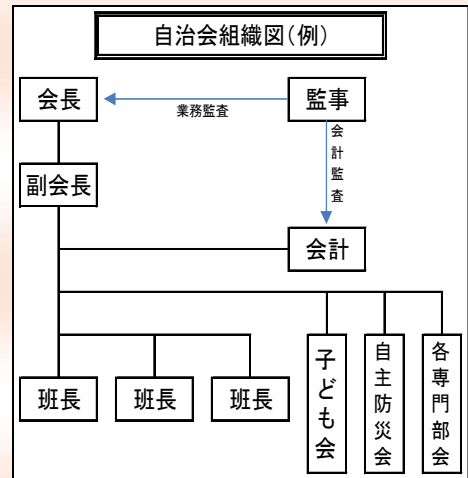 自治会組織図(例)
会長
監事
業務監査
会計監査
副会長
会計
班長
班長
班長
子ども会
自主防災会
各専門部会